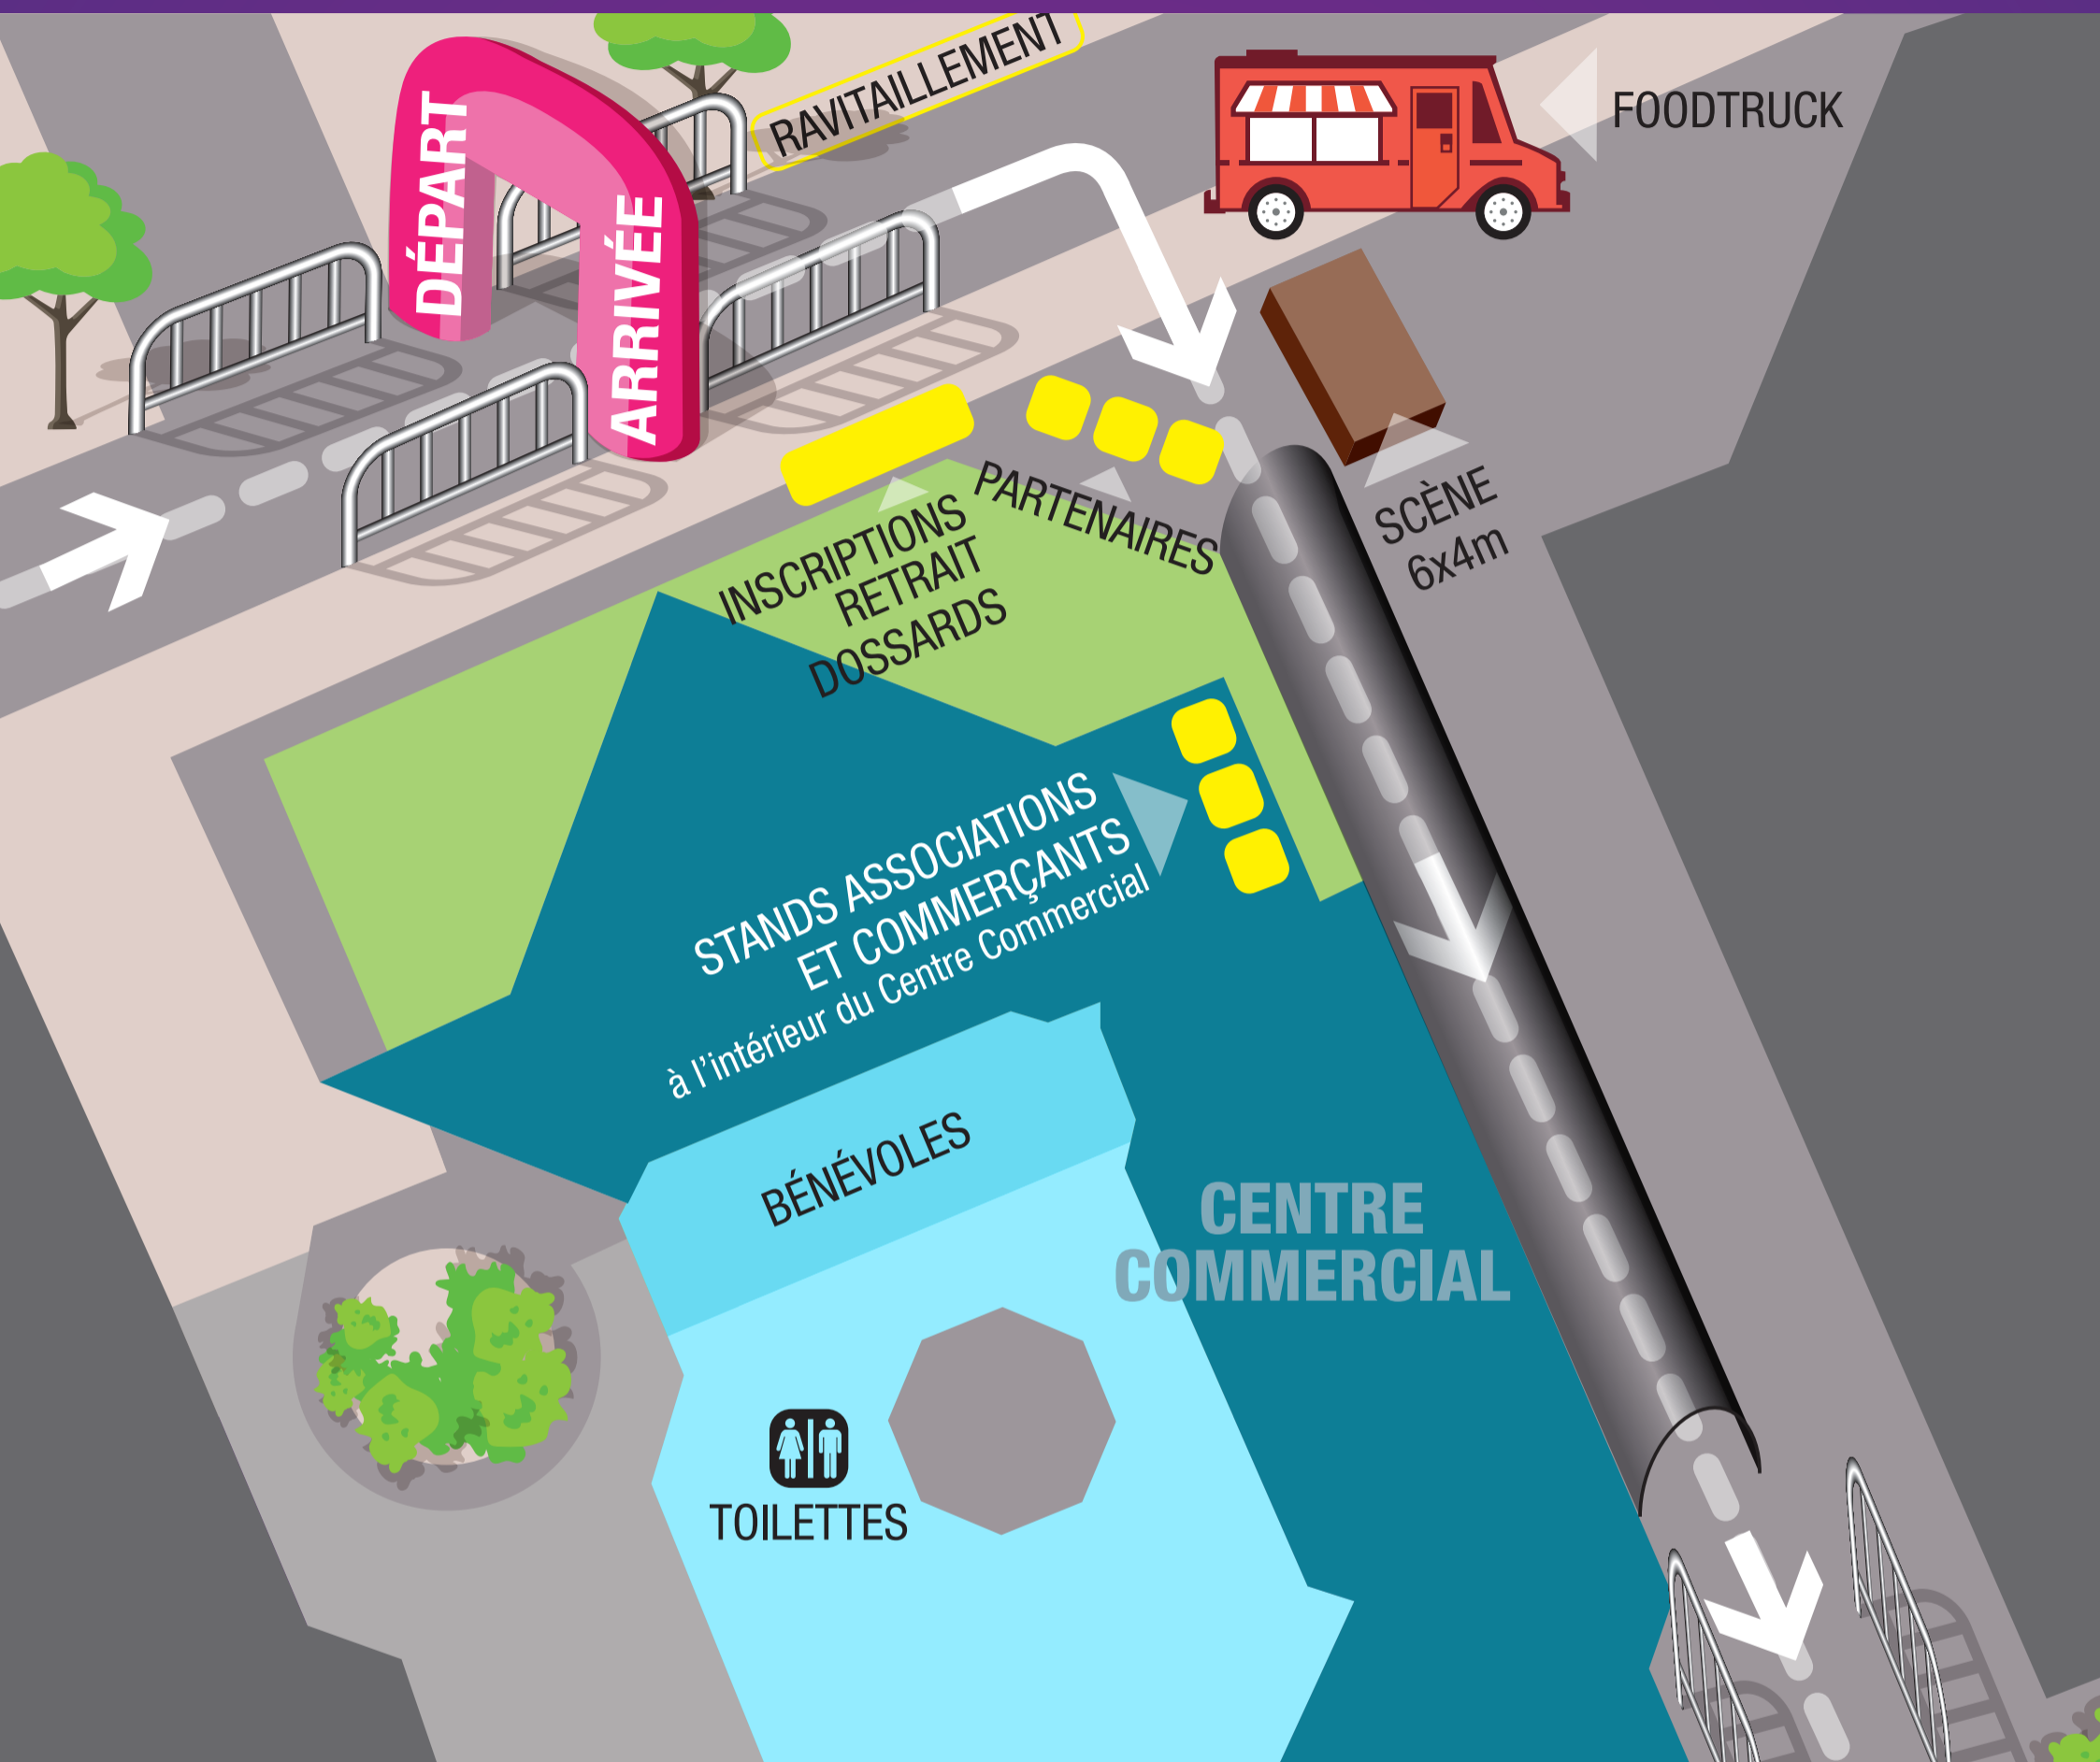 RAVITAILLEMENT
FOODTRUCK
DÉPART
ARRIVÉE
PARTENAIRES
SCÈNE
6x4m
INSCRIPTIONS
RETRAIT
DOSSARDS
STANDS ASSOCIATIONS
ET COMMERÇANTS
à l'intérieur du Centre Commercial
BÉNÉVOLES
CENTRE
COMMERCIAL
TOILETTES